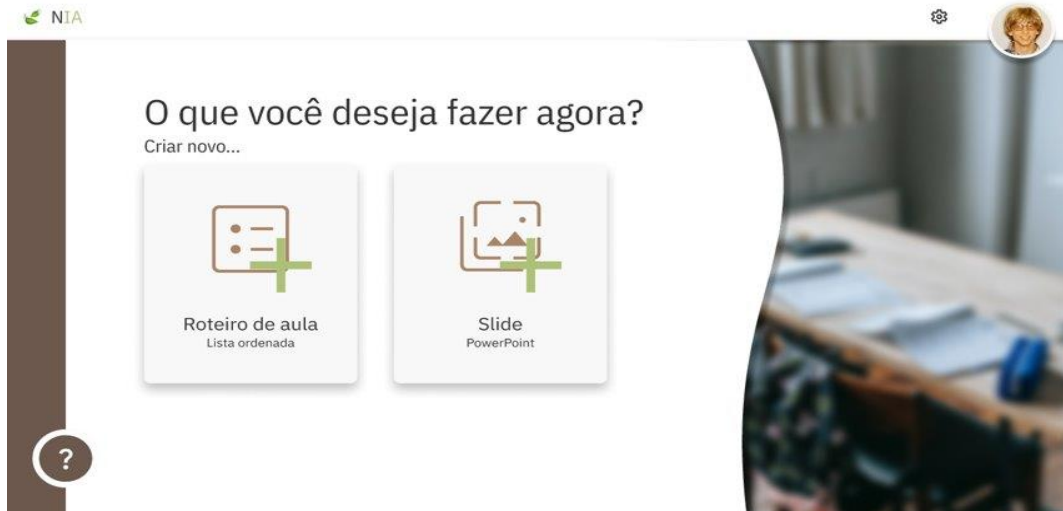 NIA
O que você deseja fazer agora?
Criar novo...
Roteiro de aula
Lista ordenada
Slide
PowerPoint
?